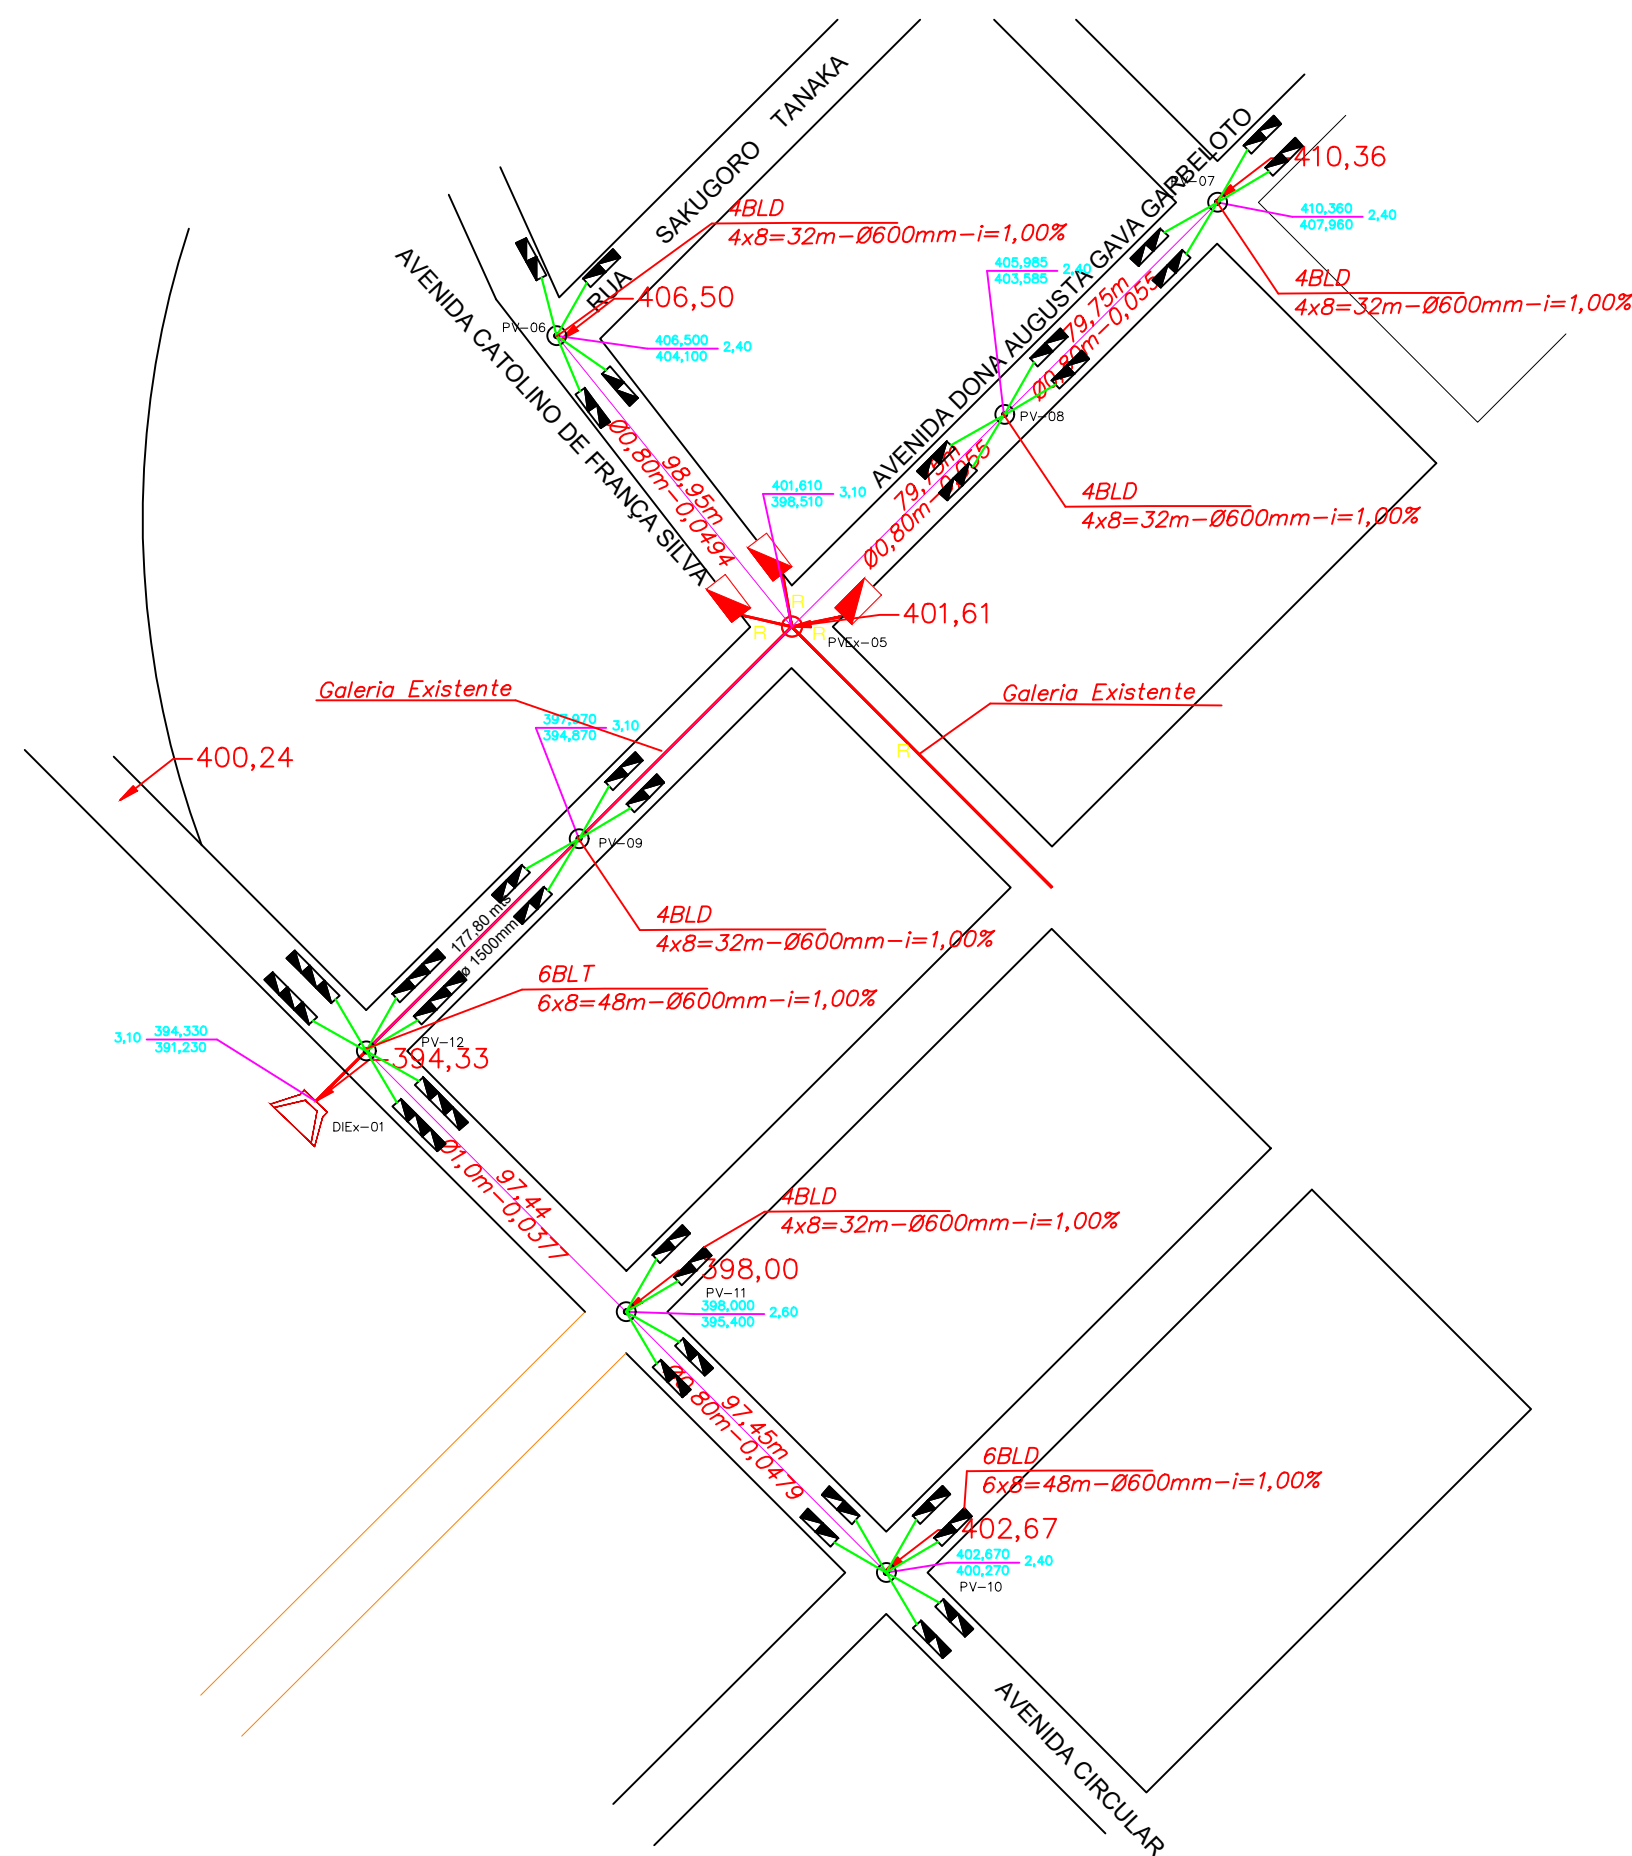 RUA SAKUGORO TANAKA
AVENIDA CATOLINO DE FRANÇA SILVA
AVENIDA DONA AUGUSTA GAVA GARBELOTO
PV-07
410,36
410,360
407,960
2,40
4BLD
4x8=32m-Ø600mm-i=1,00%
4BLD
4x8=32m-Ø600mm-i=1,00%
406,50
PV-06
406,500
404,100
2,40
405,985
403,585
2,40
79,75m
Ø0,80m-0,055
PV-08
4BLD
4x8=32m-Ø600mm-i=1,00%
79,75m
Ø0,80m-0,055
98,95m
Ø0,80m-0,0494
401,610
398,510
3,10
R
R
R
401,61
PVEx-05
Galeria Existente
Galeria Existente
R
397,970
394,870
3,10
400,24
PV-09
4BLD
4x8=32m-Ø600mm-i=1,00%
177,80 mts
ø 1500mm
6BLT
6x8=48m-Ø600mm-i=1,00%
3,10
394,330
391,230
PV-12
394,33
DIEx-01
97,44
Ø1,0m-0,0377
4BLD
4x8=32m-Ø600mm-i=1,00%
398,00
PV-11
398,000
395,400
2,60
97,45m
Ø0,80m-0,0479
6BLD
6x8=48m-Ø600mm-i=1,00%
402,67
402,670
400,270
2,40
PV-10
AVENIDA CIRCULAR